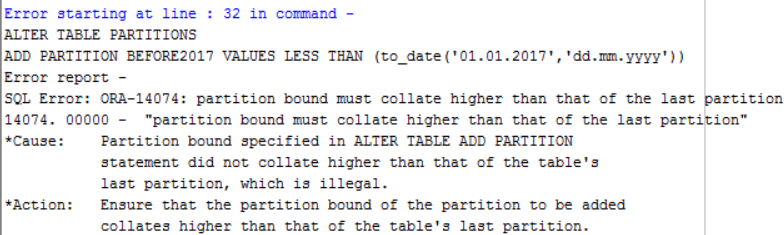 Error starting at line : 32 in command -
ALTER TABLE PARTITIONS
ADD PARTITION BEFORE2017 VALUES LESS THAN (to_date('01.01.2017','dd.mm.yyyy'))
Error report -
SQL Error: ORA-14074: partition bound must collate higher than that of the last partition
14074. 00000 -  "partition bound must collate higher than that of the last partition"
*Cause:    Partition bound specified in ALTER TABLE ADD PARTITION
           statement did not collate higher than that of the table's
           last partition, which is illegal.
*Action:   Ensure that the partition bound of the partition to be added
           collates higher than that of the table's last partition.